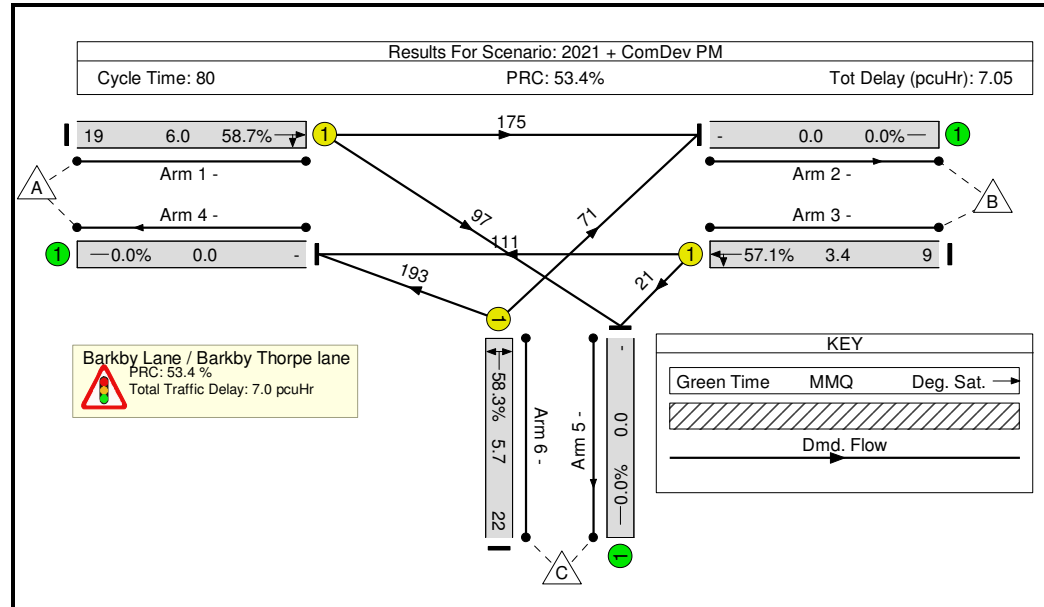 Results For Scenario: 2021 + ComDev PM
Cycle Time: 80 PRC: 53.4% Tot Delay (pcuHr): 7.05
19 6.0 58.7%
1
175
- 0.0 0.0%
1
Arm 1 -
Arm 2 -
A
B
97
71
Arm 4 -
Arm 3 -
1
0.0% 0.0 -
111
1
57.1% 3.4 9
193
21
1
58.3% 5.7 22
Arm 6 -
Arm 5 -
- 0.0 0.0%
1
C
Barkby Lane / Barkby Thorpe lane
PRC: 53.4 %
Total Traffic Delay: 7.0 pcuHr
KEY
Green Time MMQ Deg. Sat.
Dmd. Flow